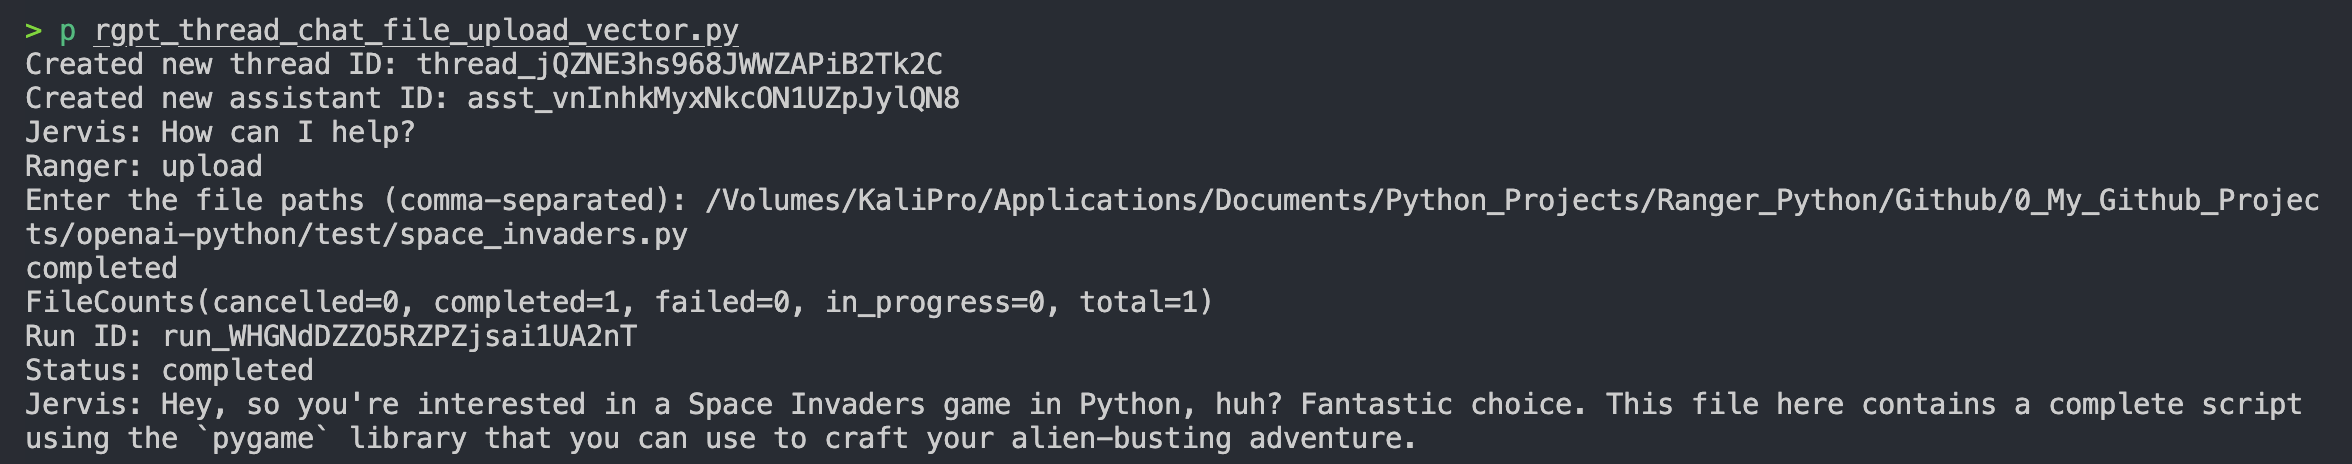 > p rgpt_thread_chat_file_upload_vector.py
Created new thread ID: thread_jQZNE3hs968JWWZAPiB2Tk2C
Created new assistant ID: asst_vnInhkMyxNkcON1UZpJylQN8
Jervis: How can I help?
Ranger: upload
Enter the file paths (comma-separated): /Volumes/KaliPro/Applications/Documents/Python_Projects/Ranger_Python/Github/0_My_Github_Projec
ts/openai-python/test/space_invaders.py
completed
FileCounts(cancelled=0, completed=1, failed=0, in_progress=0, total=1)
Run ID: run_WHGNdDZZO5RZPZjsai1UA2nT
Status: completed
Jervis: Hey, so you're interested in a Space Invaders game in Python, huh? Fantastic choice. This file here contains a complete script
using the `pygame` library that you can use to craft your alien-busting adventure.